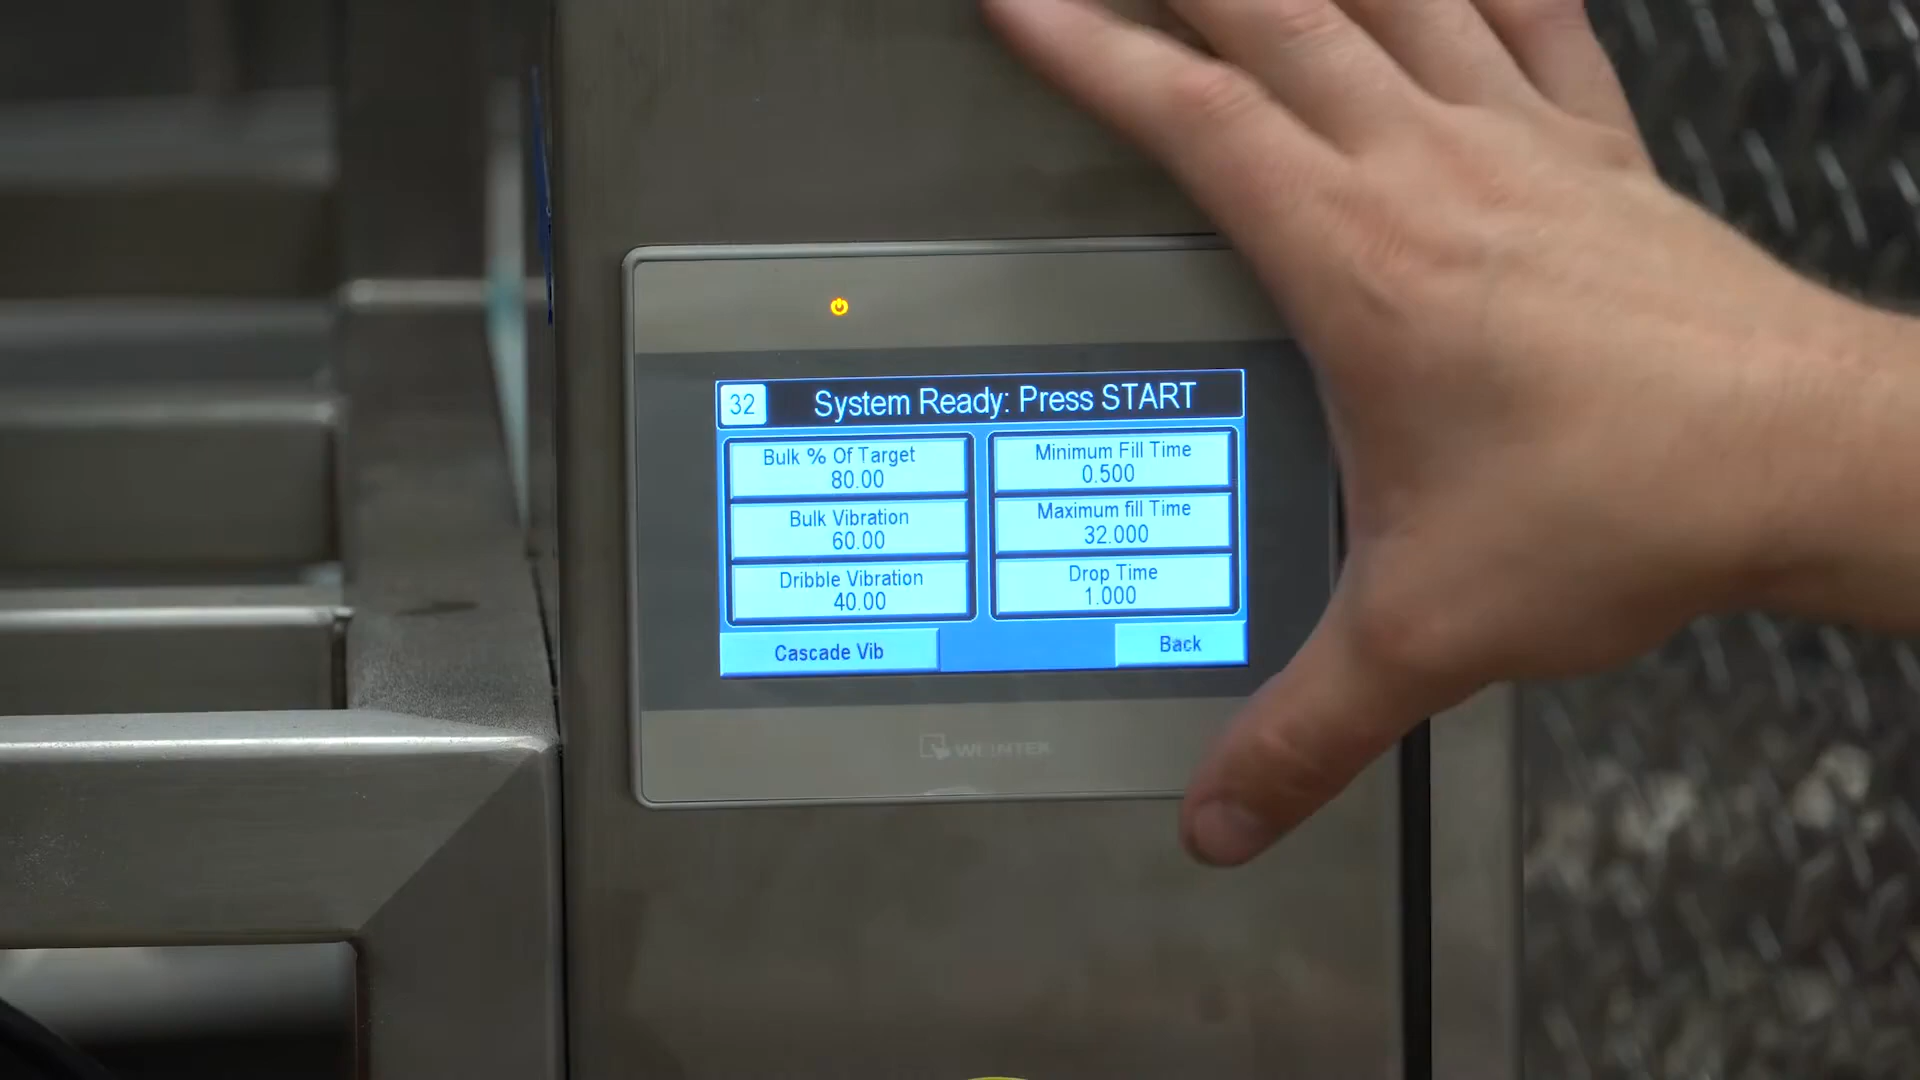 32
System Ready: Press START
Bulk % Of Target
80.00
Bulk Vibration
60.00
Dribble Vibration
40.00
Minimum Fill Time
0.500
Maximum fill Time
32.000
Drop Time
1.000
Cascade Vib
Back
WEINTEK